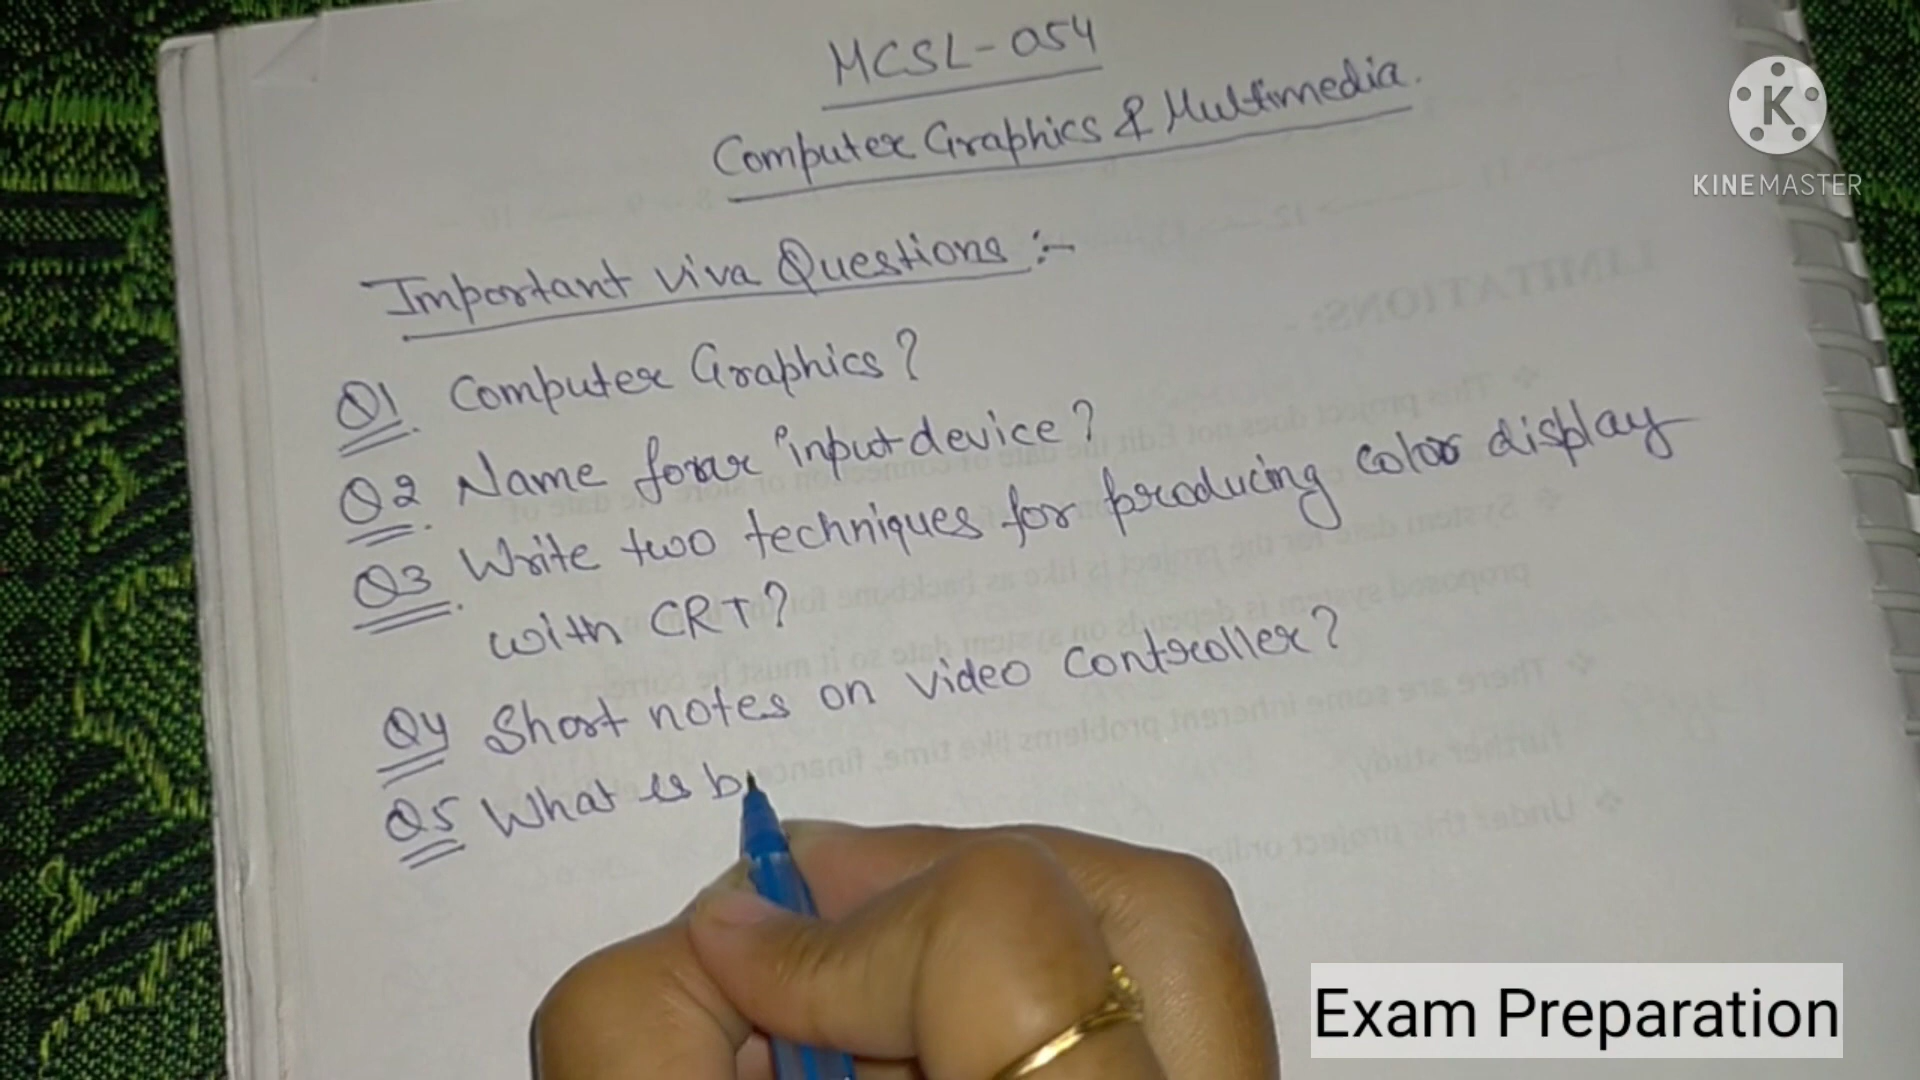 MCSL-054
Computer Graphics & Multimedia.
KINEMASTER
Important Viva Questions :-
Q1. Computer Graphics?
Q2. Name four input device?
Q3. Write two techniques for producing color display
with CRT?
Q4 Short notes on video controller?
Q5 What is b
LIMITATIONS:
Exam Preparation